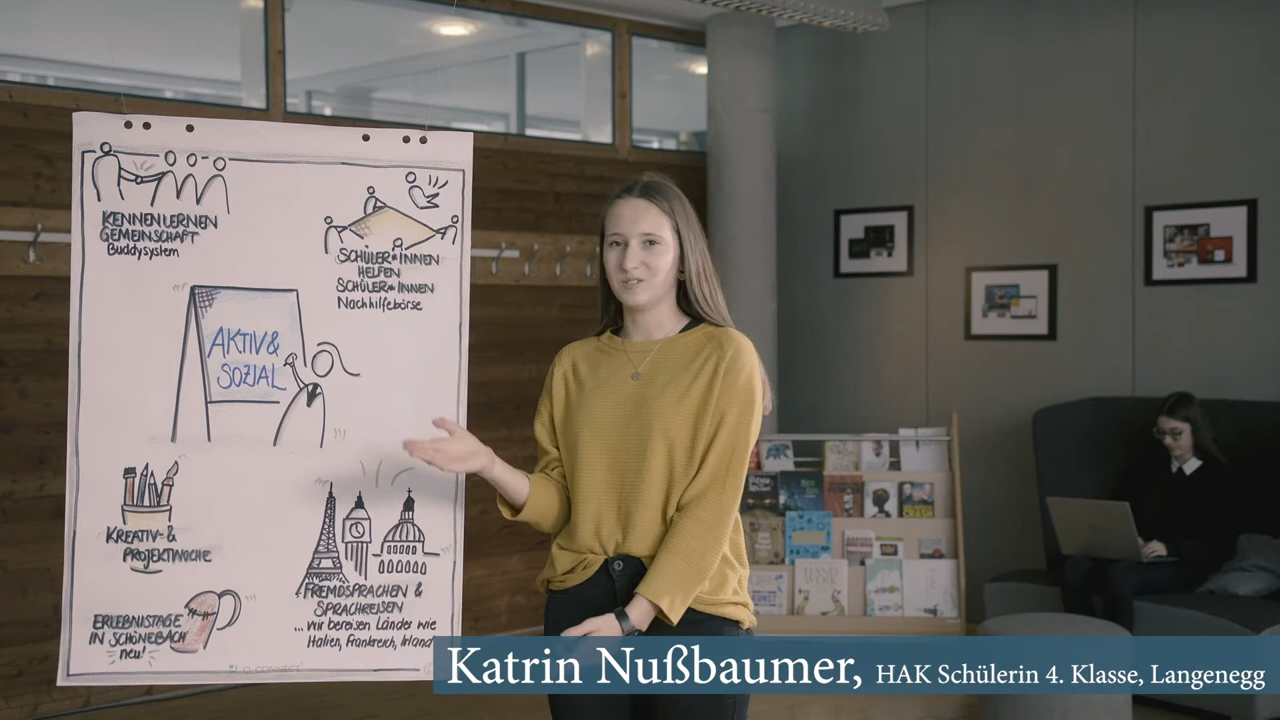 KENNENLERNEN
GEMEINSCHAFT
Buddysystem
SCHÜLER*INNEN
HELFEN
SCHÜLER*INNEN
Nachhilfebörse
AKTIV &
SOZIAL
KREATIV- &
PROJEKTWOCHE
FREMDSPRACHEN &
SPRACHREISEN
... wir bereisen Länder wie
Italien, Frankreich, Irland
ERLEBNISTAGE
IN SCHÖNEBACH
neu!
Katrin Nußbaumer, HAK Schülerin 4. Klasse, Langenegg